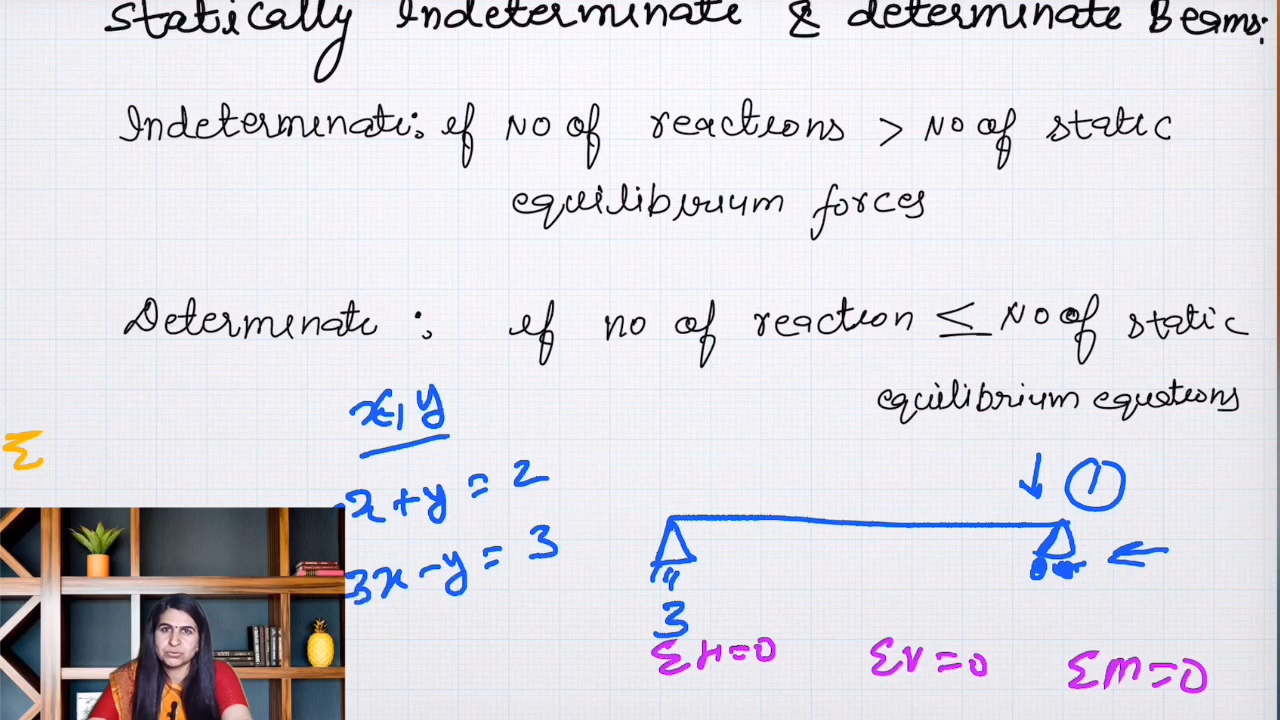 Statically Indeterminate & determinate Beams:
Indeterminate: if No of reactions > No of static
equilibrium forces
Determinate : if no of reaction ≤ No of static
equilibrium equations
x, y
Σ
x + y = 2
↓ ①
3x - y = 3
3
ΣH=0 ΣV=0 ΣM=0